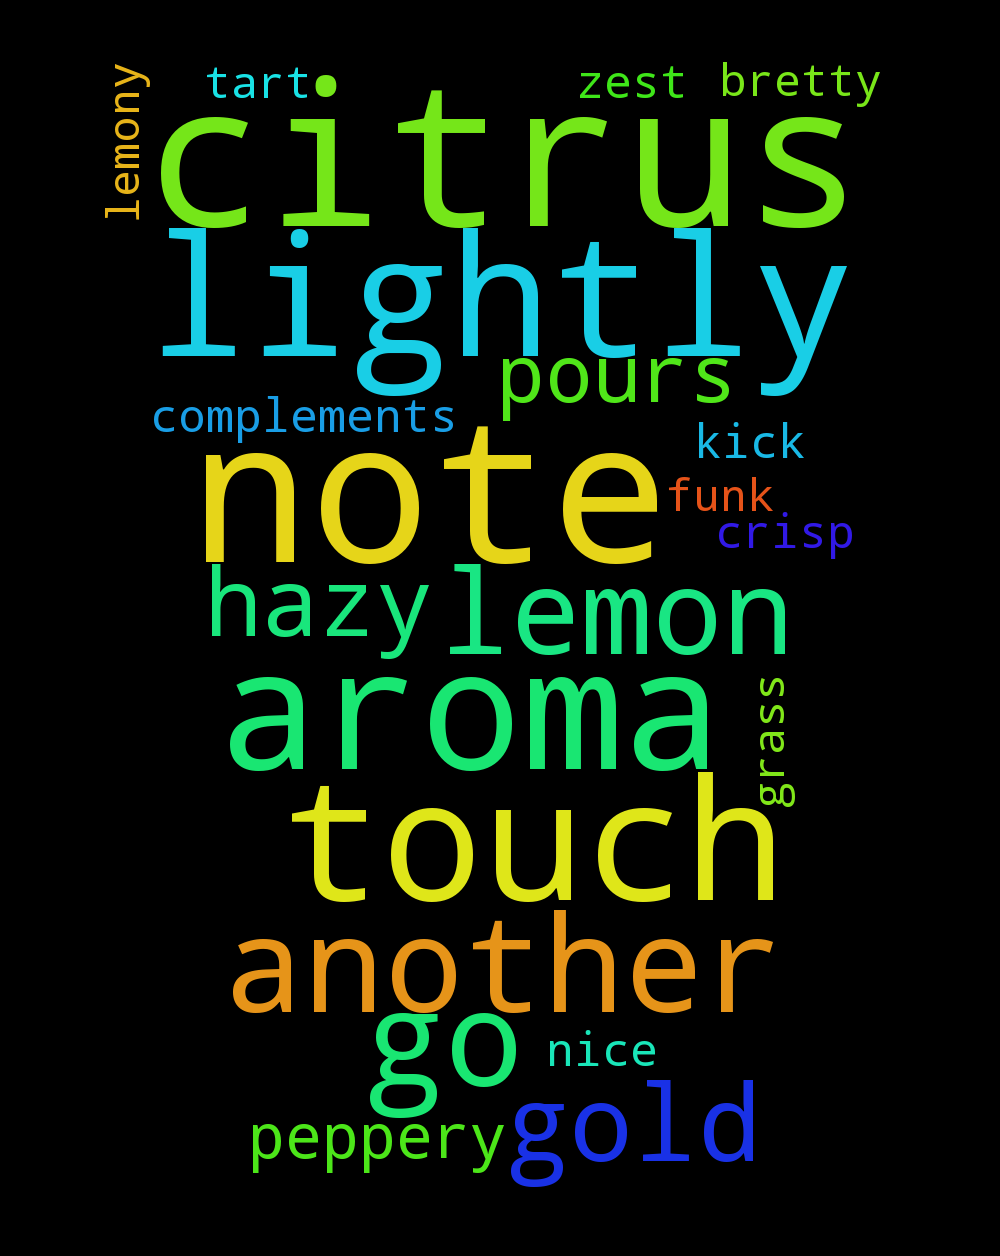 lemony
tart zest bretty
citrus
lightly
pours
complements
kick
note
funk
crisp
hazy lemon
aroma
grass
touch
another
go
nice
peppery gold